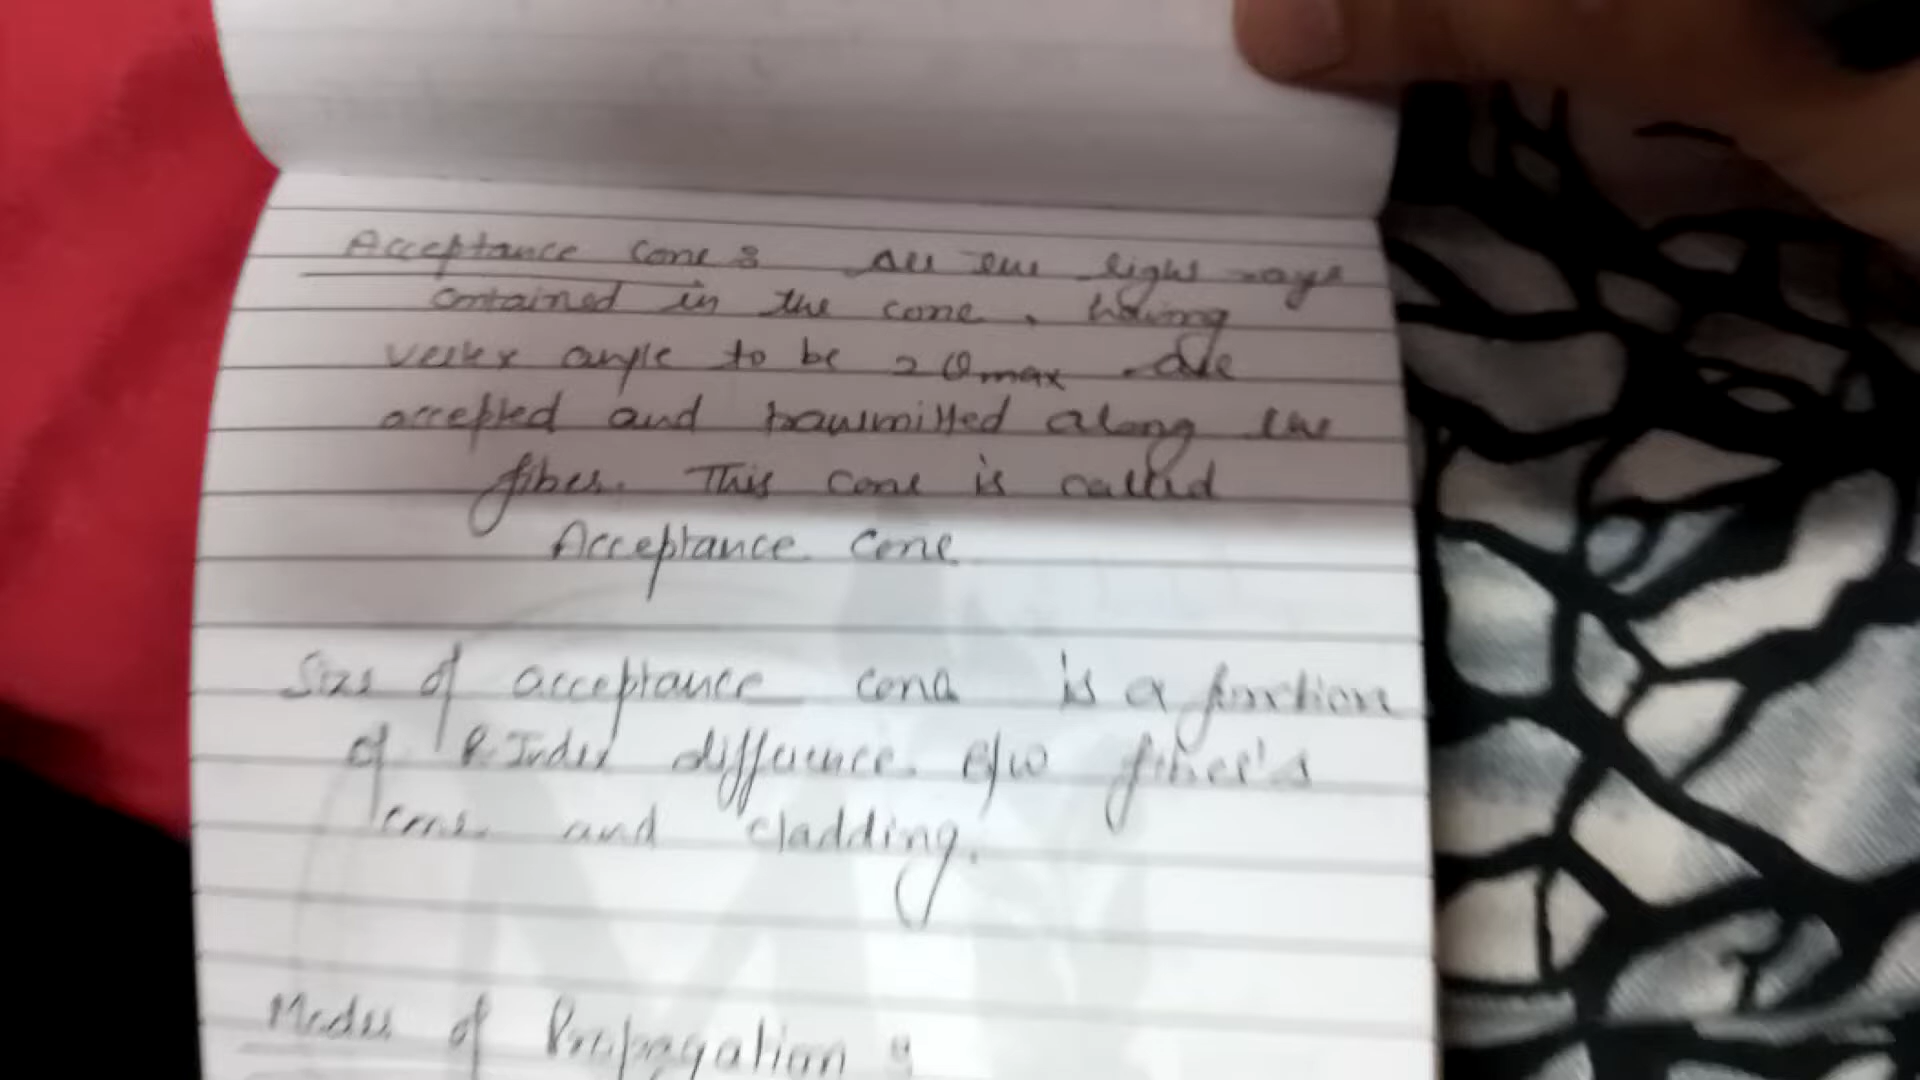 Acceptance Cone : All the light rays
contained in the cone, having
vertex angle to be 2θmax are
accepted and transmitted along the
fiber. This cone is called
Acceptance Cone
Size of acceptance cone is a function
of R.Index difference b/w fiber's
core and cladding.
Modes of Propagation :